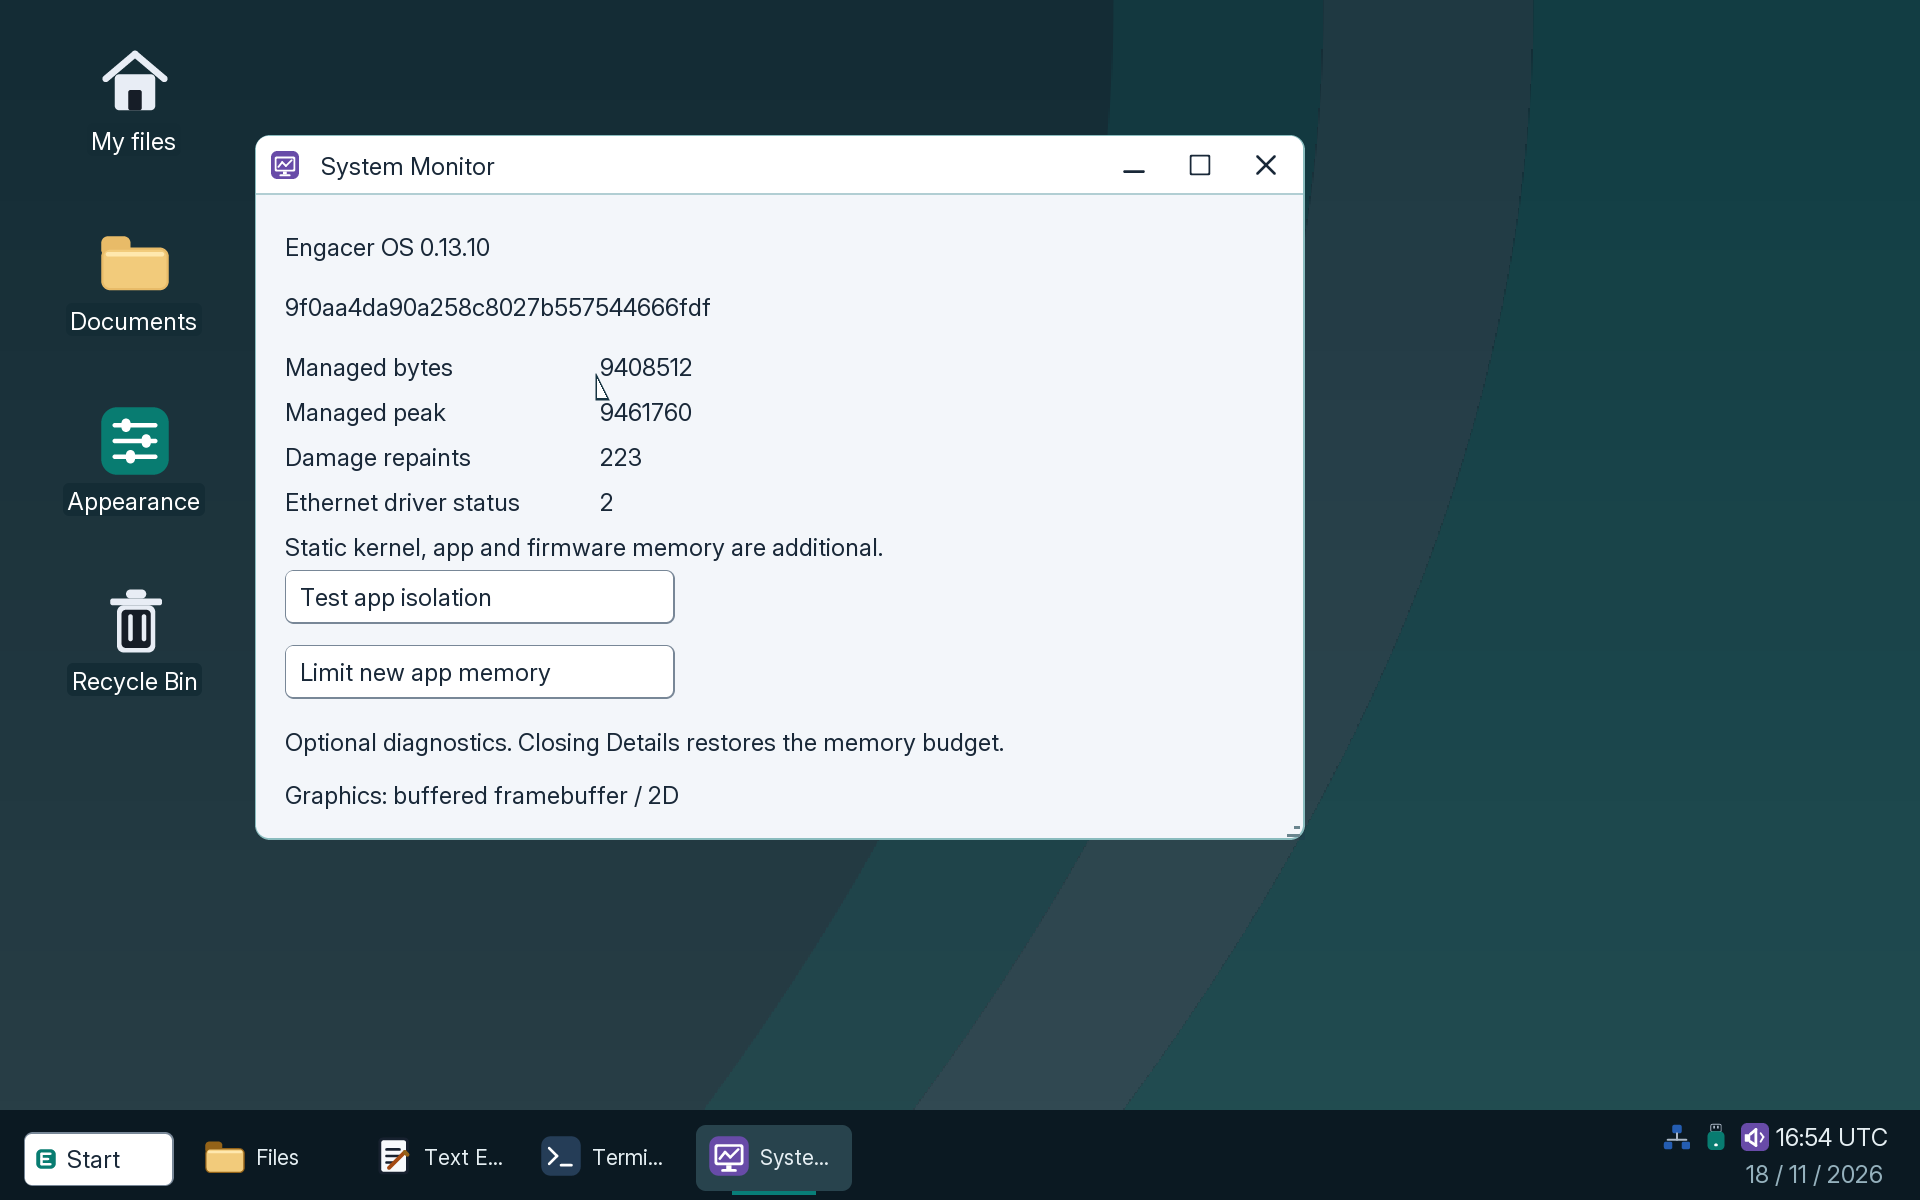 My files
Documents
Appearance
Recycle Bin
System Monitor
Engacer OS 0.13.10
9f0aa4da90a258c8027b557544666fdf
Managed bytes 9408512
Managed peak 9461760
Damage repaints 223
Ethernet driver status 2
Static kernel, app and firmware memory are additional.
Test app isolation
Limit new app memory
Optional diagnostics. Closing Details restores the memory budget.
Graphics: buffered framebuffer / 2D
E Start
Files
Text E...
Termi...
Syste...
16:54 UTC
18 / 11 / 2026